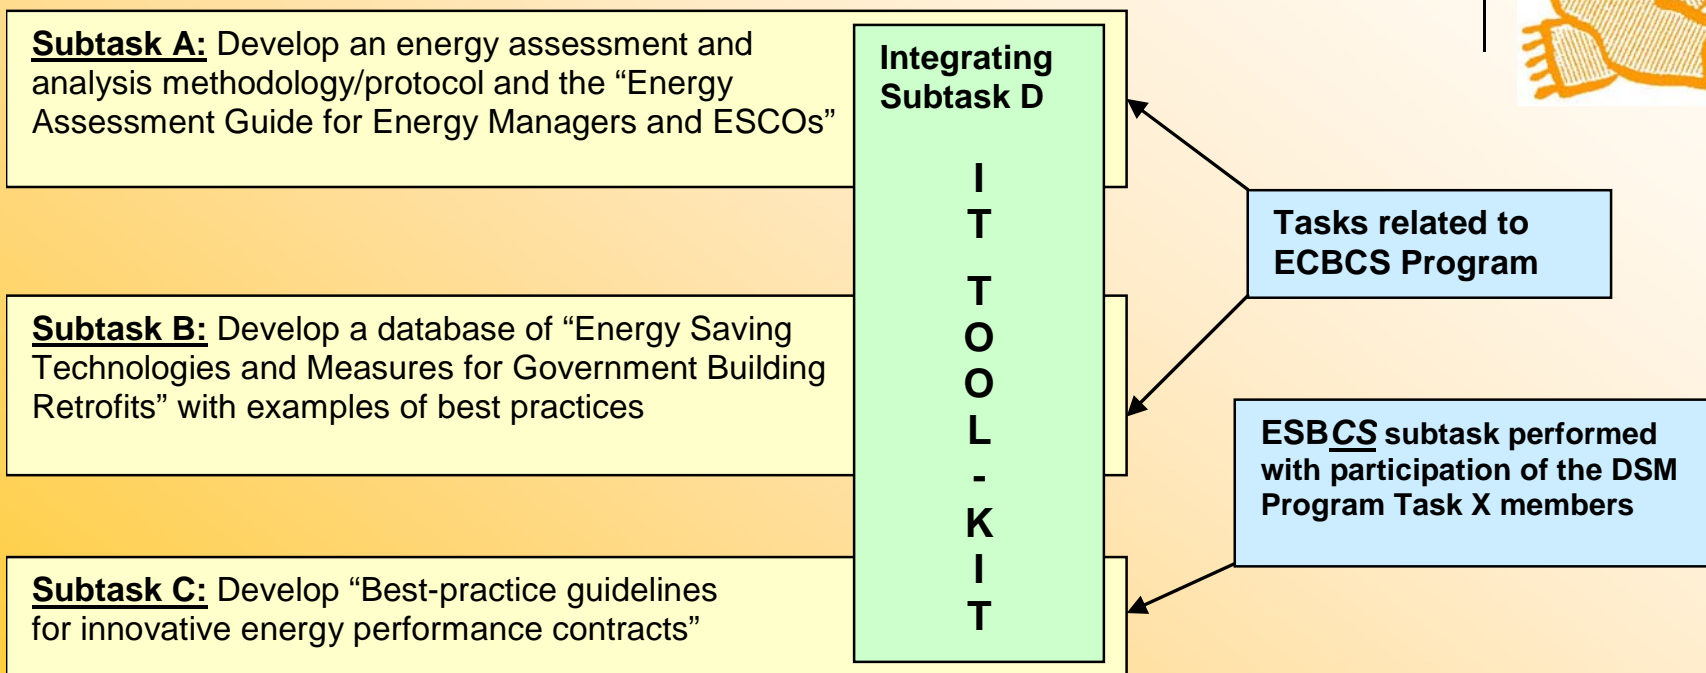 Subtask A: Develop an energy assessment and
analysis methodology/protocol and the “Energy
Assessment Guide for Energy Managers and ESCOs”
Integrating
Subtask D
I
T
T
O
O
L
-
K
I
T
Tasks related to
ECBCS Program
Subtask B: Develop a database of “Energy Saving
Technologies and Measures for Government Building
Retrofits” with examples of best practices
ESBCS subtask performed
with participation of the DSM
Program Task X members
Subtask C: Develop “Best-practice guidelines
for innovative energy performance contracts”